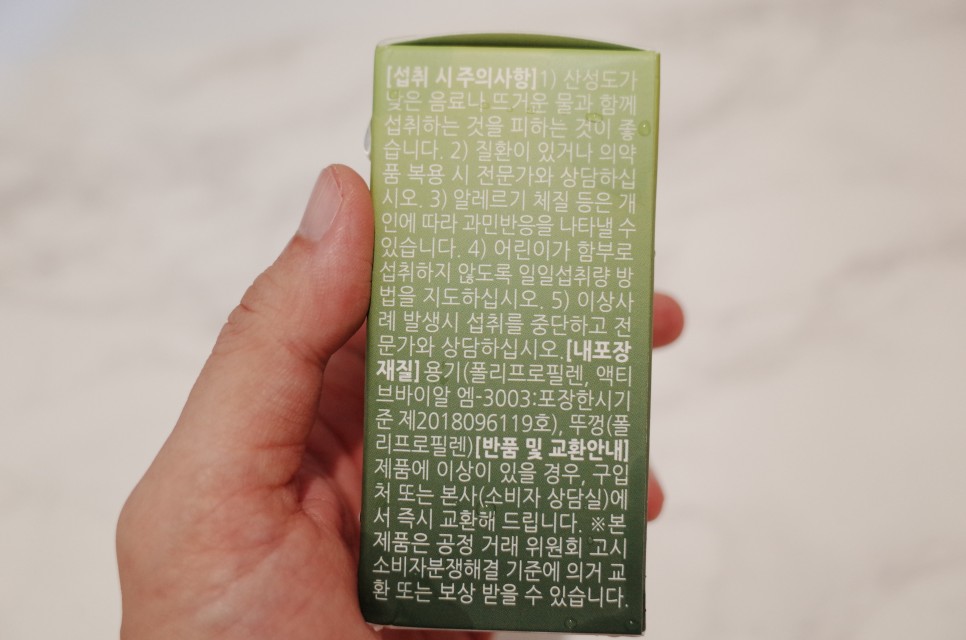 [섭취 시 주의사항]1) 산성도가
낮은 음료나 뜨거운 물과 함께
섭취하는 것을 피하는 것이 좋
습니다. 2) 질환이 있거나 의약
품 복용 시 전문가와 상담하십
시오. 3) 알레르기 체질 등은 개
인에 따라 과민반응을 나타낼 수
있습니다. 4) 어린이가 함부로
섭취하지 않도록 일일섭취량 방
법을 지도하십시오. 5) 이상사
례 발생시 섭취를 중단하고 전
문가와 상담하십시오.[내포장
재질]용기(폴리프로필렌, 액티
브바이알 엠-3003:포장한시기
준 제2018096119호), 뚜껑(폴
리프로필렌)[반품 및 교환안내]
제품에 이상이 있을 경우, 구입
처 또는 본사(소비자 상담실)에
서 즉시 교환해 드립니다. ※본
제품은 공정 거래 위원회 고시
소비자분쟁해결 기준에 의거 교
환 또는 보상 받을 수 있습니다.